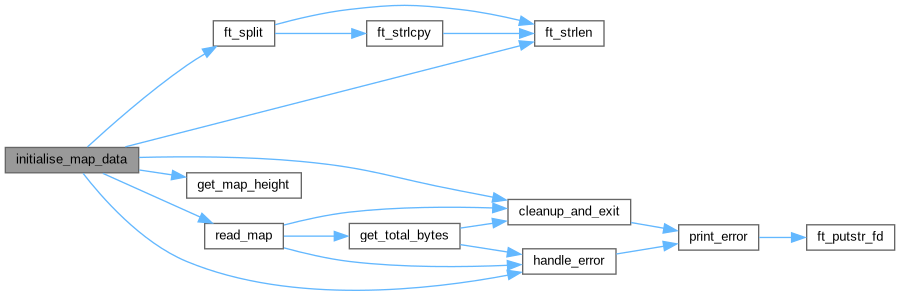 ft_split
ft_strlcpy
ft_strlen
initialise_map_data
get_map_height
cleanup_and_exit
read_map
get_total_bytes
print_error
ft_putstr_fd
handle_error